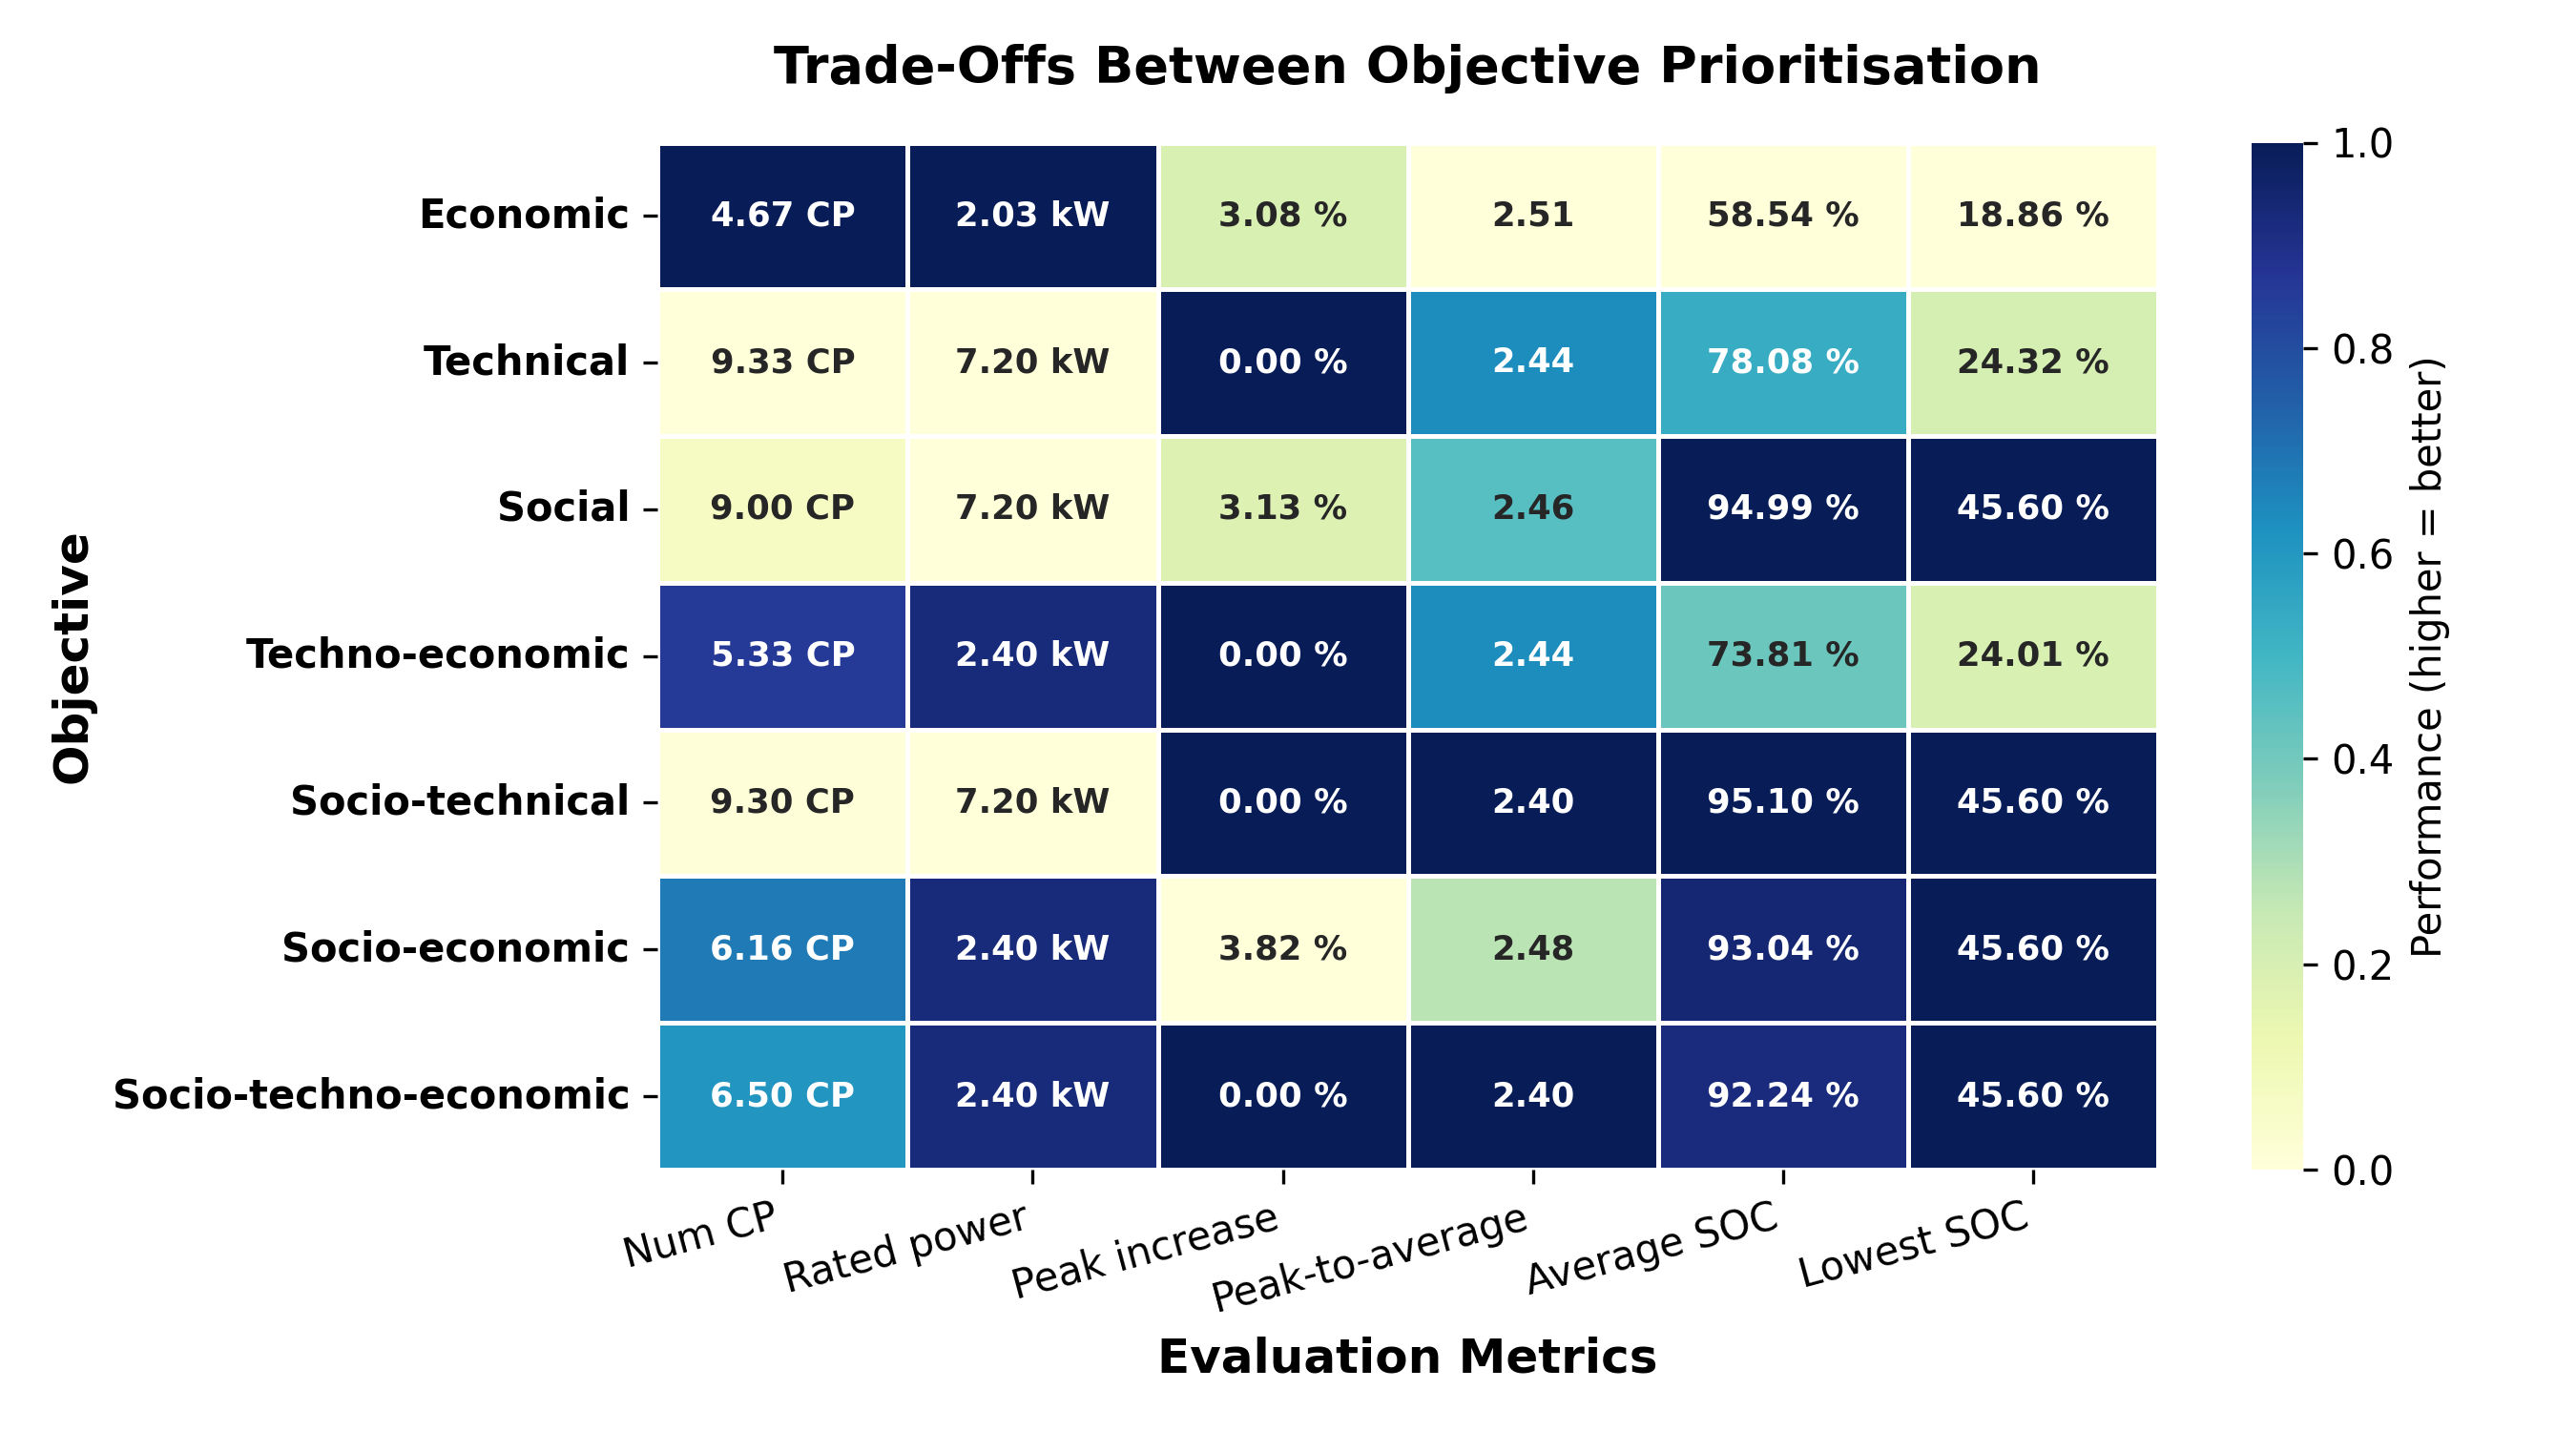 Trade-Offs Between Objective Prioritisation
Objective
Economic
4.67 CP
2.03 kW
3.08 %
2.51
58.54 %
18.86 %
Technical
9.33 CP
7.20 kW
0.00 %
2.44
78.08 %
24.32 %
Social
9.00 CP
7.20 kW
3.13 %
2.46
94.99 %
45.60 %
Techno-economic
5.33 CP
2.40 kW
0.00 %
2.44
73.81 %
24.01 %
Socio-technical
9.30 CP
7.20 kW
0.00 %
2.40
95.10 %
45.60 %
Socio-economic
6.16 CP
2.40 kW
3.82 %
2.48
93.04 %
45.60 %
Socio-techno-economic
6.50 CP
2.40 kW
0.00 %
2.40
92.24 %
45.60 %
Num CP
Rated power
Peak increase
Peak-to-average
Average SOC
Lowest SOC
Evaluation Metrics
1.0
0.8
0.6
0.4
0.2
0.0
Performance (higher = better)